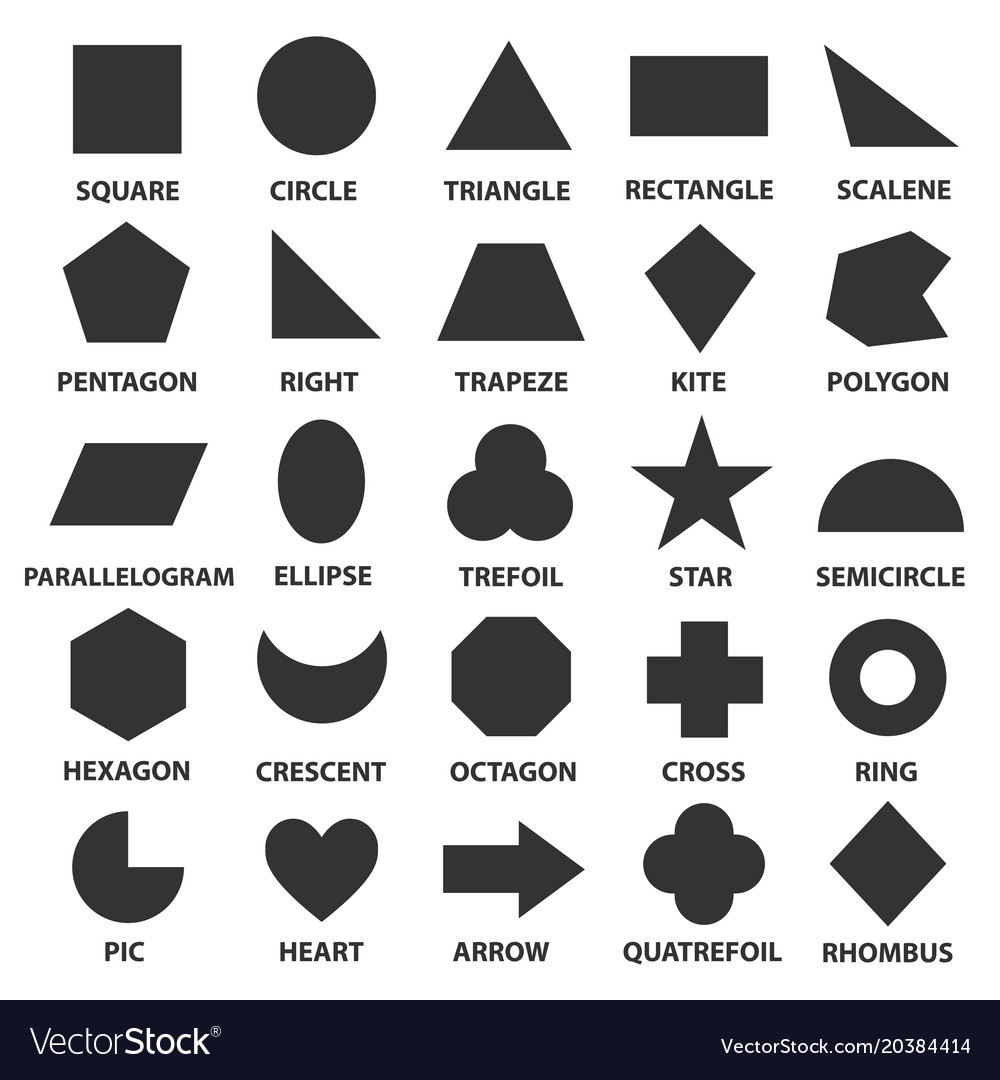 SQUARE CIRCLE TRIANGLE RECTANGLE SCALENE
PENTAGON RIGHT TRAPEZE KITE POLYGON
PARALLELOGRAM ELLIPSE TREFOIL STAR SEMICIRCLE
HEXAGON CRESCENT OCTAGON CROSS RING
PIC HEART ARROW QUATREFOIL RHOMBUS
VectorStock® VectorStock.com/20384414